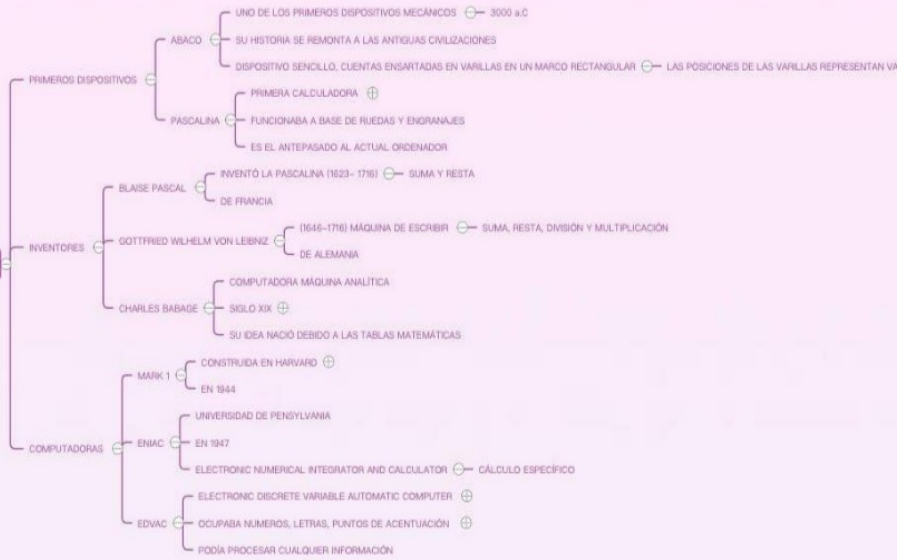 PRIMEROS DISPOSITIVOS
ABACO
UNO DE LOS PRIMEROS DISPOSITIVOS MECÁNICOS
3000 a.C
SU HISTORIA SE REMONTA A LAS ANTIGUAS CIVILIZACIONES
DISPOSITIVO SENCILLO, CUENTAS ENSARTADAS EN VARILLAS EN UN MARCO RECTANGULAR
LAS POSICIONES DE LAS VARILLAS REPRESENTAN VA
PASCALINA
PRIMERA CALCULADORA
FUNCIONABA A BASE DE RUEDAS Y ENGRANAJES
ES EL ANTEPASADO AL ACTUAL ORDENADOR
INVENTORES
BLAISE PASCAL
INVENTÓ LA PASCALINA (1623- 1716)
SUMA Y RESTA
DE FRANCIA
GOTTFRIED WILHELM VON LEIBNIZ
(1646-1716) MÁQUINA DE ESCRIBIR
SUMA, RESTA, DIVISIÓN Y MULTIPLICACIÓN
DE ALEMANIA
CHARLES BABAGE
COMPUTADORA MÁQUINA ANALÍTICA
SIGLO XIX
SU IDEA NACIÓ DEBIDO A LAS TABLAS MATEMÁTICAS
COMPUTADORAS
MARK 1
CONSTRUIDA EN HARVARD
EN 1944
ENIAC
UNIVERSIDAD DE PENSYLVANIA
EN 1947
ELECTRONIC NUMERICAL INTEGRATOR AND CALCULATOR
CÁLCULO ESPECÍFICO
EDVAC
ELECTRONIC DISCRETE VARIABLE AUTOMATIC COMPUTER
OCUPABA NUMEROS, LETRAS, PUNTOS DE ACENTUACIÓN
PODÍA PROCESAR CUALQUIER INFORMACIÓN